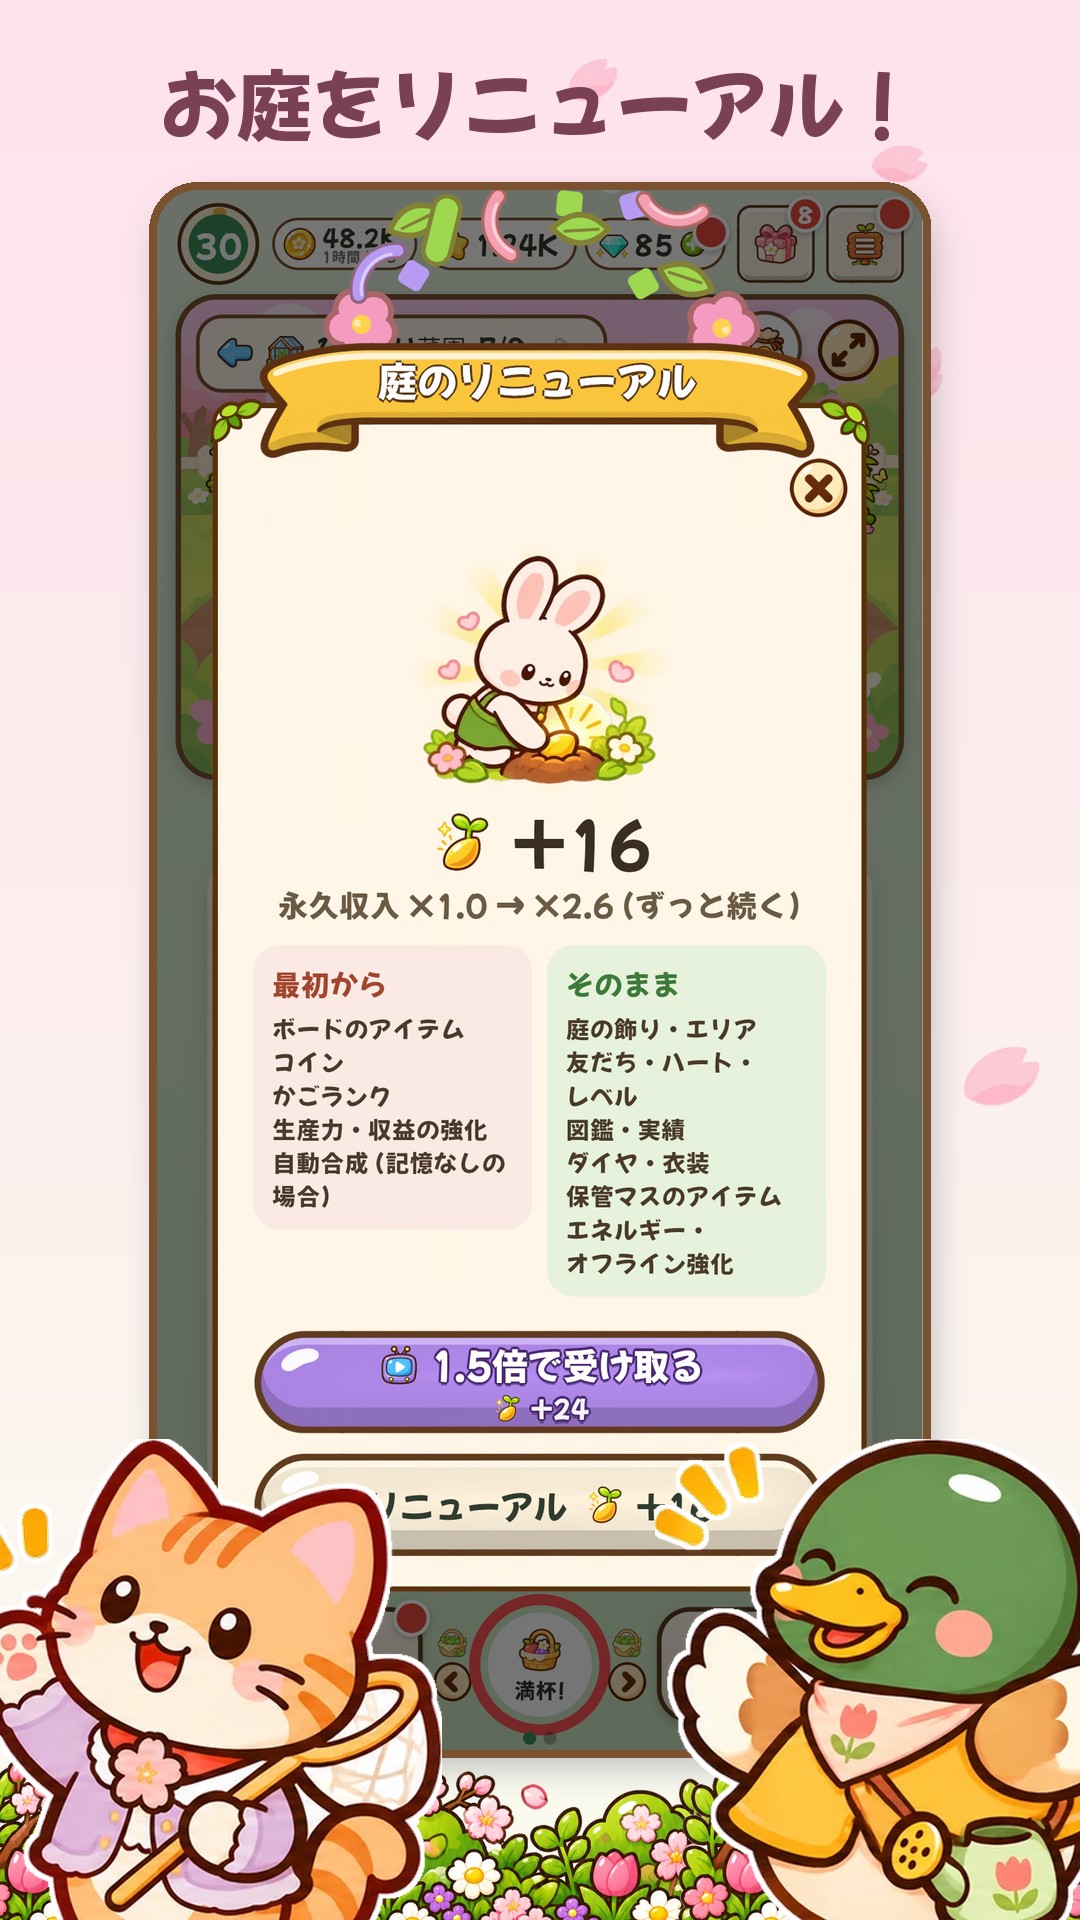 お庭をリニューアル！
30
48.2K
1時間
85
8
庭のリニューアル
+16
永久収入 ×1.0 → ×2.6 (ずっと続く)
最初から
ボードのアイテム
コイン
かごランク
生産力・収益の強化
自動合成 (記憶なしの
場合)
そのまま
庭の飾り・エリア
友だち・ハート・
レベル
図鑑・実績
ダイヤ・衣装
保管マスのアイテム
エネルギー・
オフライン強化
1.5倍で受け取る
+24
リニューアル
満杯!